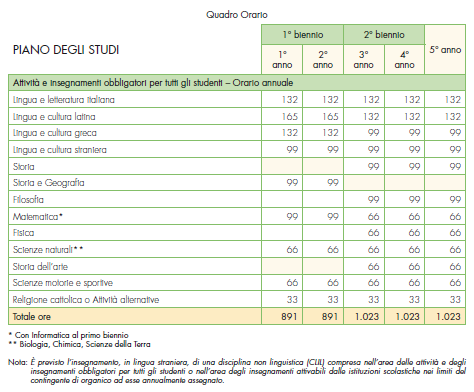 Quadro Orario
PIANO DEGLI STUDI
1° biennio 2° biennio 5° anno
1° anno 2° anno 3° anno 4° anno
Attività e insegnamenti obbligatori per tutti gli studenti – Orario annuale
Lingua e letteratura italiana 132 132 132 132 132
Lingua e cultura latina 165 165 132 132 132
Lingua e cultura greca 132 132 99 99 99
Lingua e cultura straniera 99 99 99 99 99
Storia 99 99 99
Storia e Geografia 99 99
Filosofia 99 99 99
Matematica* 99 99 66 66 66
Fisica 66 66 66
Scienze naturali** 66 66 66 66 66
Storia dell'arte 66 66 66
Scienze motorie e sportive 66 66 66 66 66
Religione cattolica o Attività alternative 33 33 33 33 33
Totale ore 891 891 1.023 1.023 1.023
* Con Informatica al primo biennio
** Biologia, Chimica, Scienze della Terra
Nota: È previsto l'insegnamento, in lingua straniera, di una disciplina non linguistica (CLIL) compresa nell'area delle attività e degli
insegnamenti obbligatori per tutti gli studenti o nell'area degli insegnamenti attivabili dalle istituzioni scolastiche nei limiti del
contingente di organico ad esse annualmente assegnato.